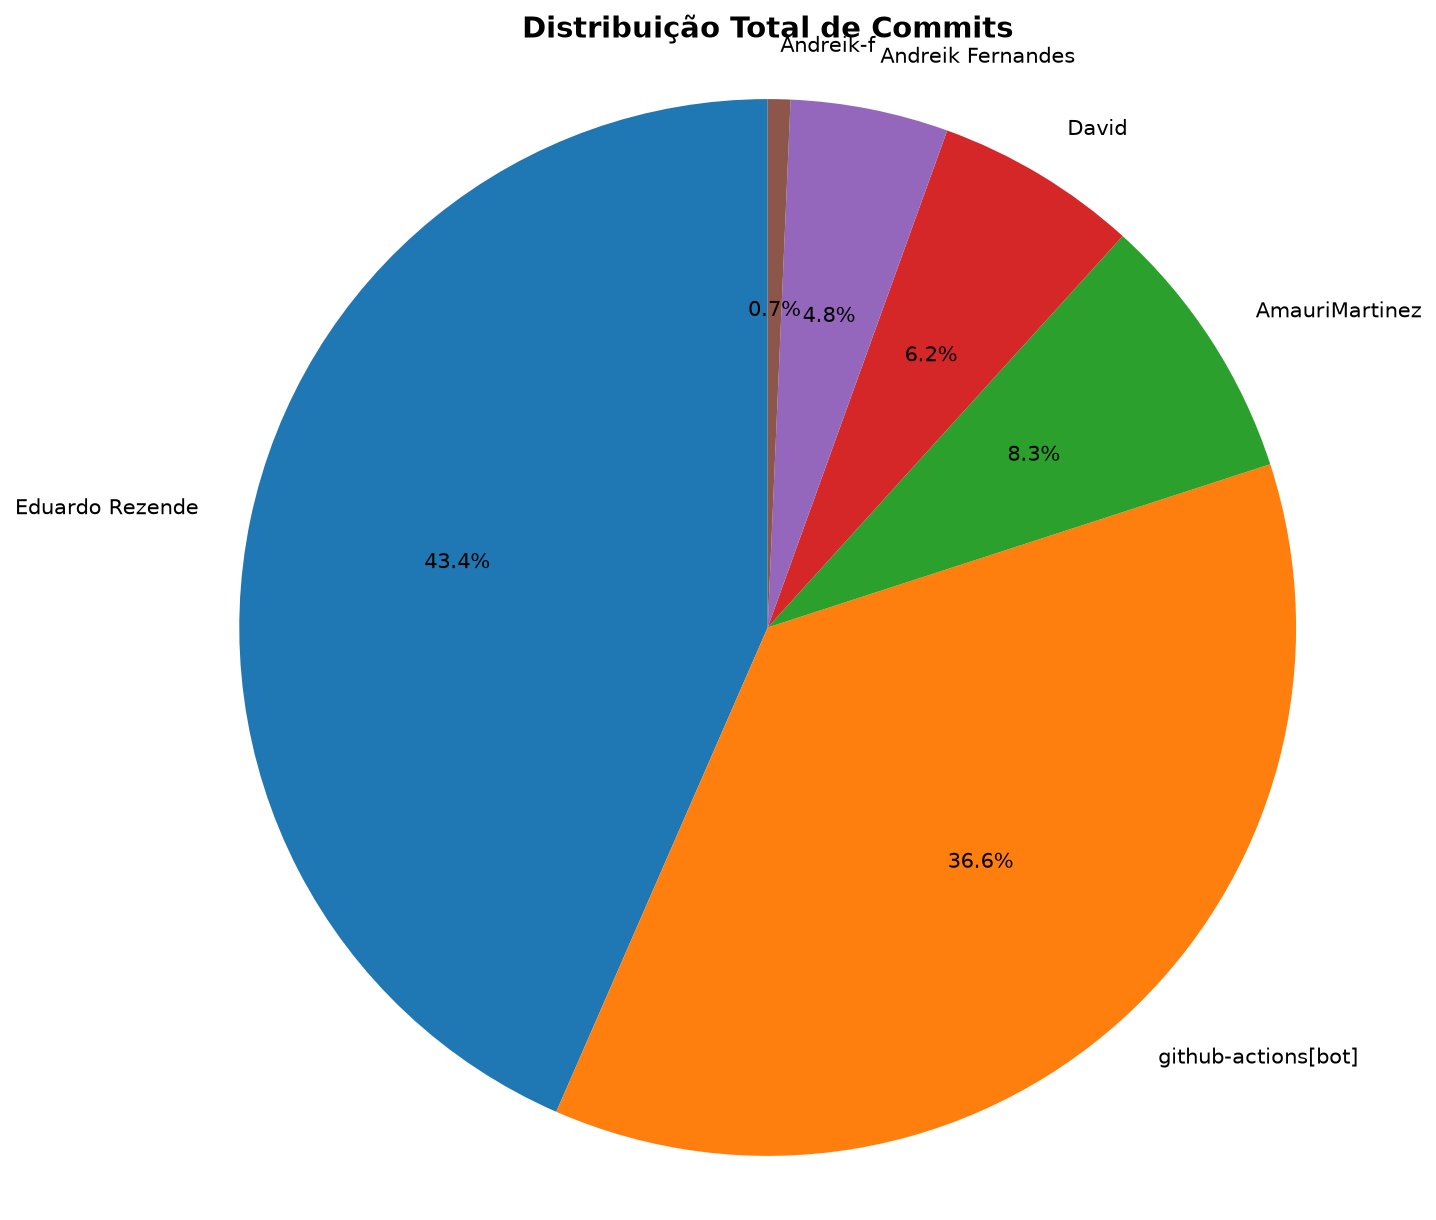 Distribuição Total de Commits
Andreik-f
Andreik Fernandes
David
AmauriMartinez
0.7%
4.8%
6.2%
8.3%
Eduardo Rezende
43.4%
36.6%
github-actions[bot]